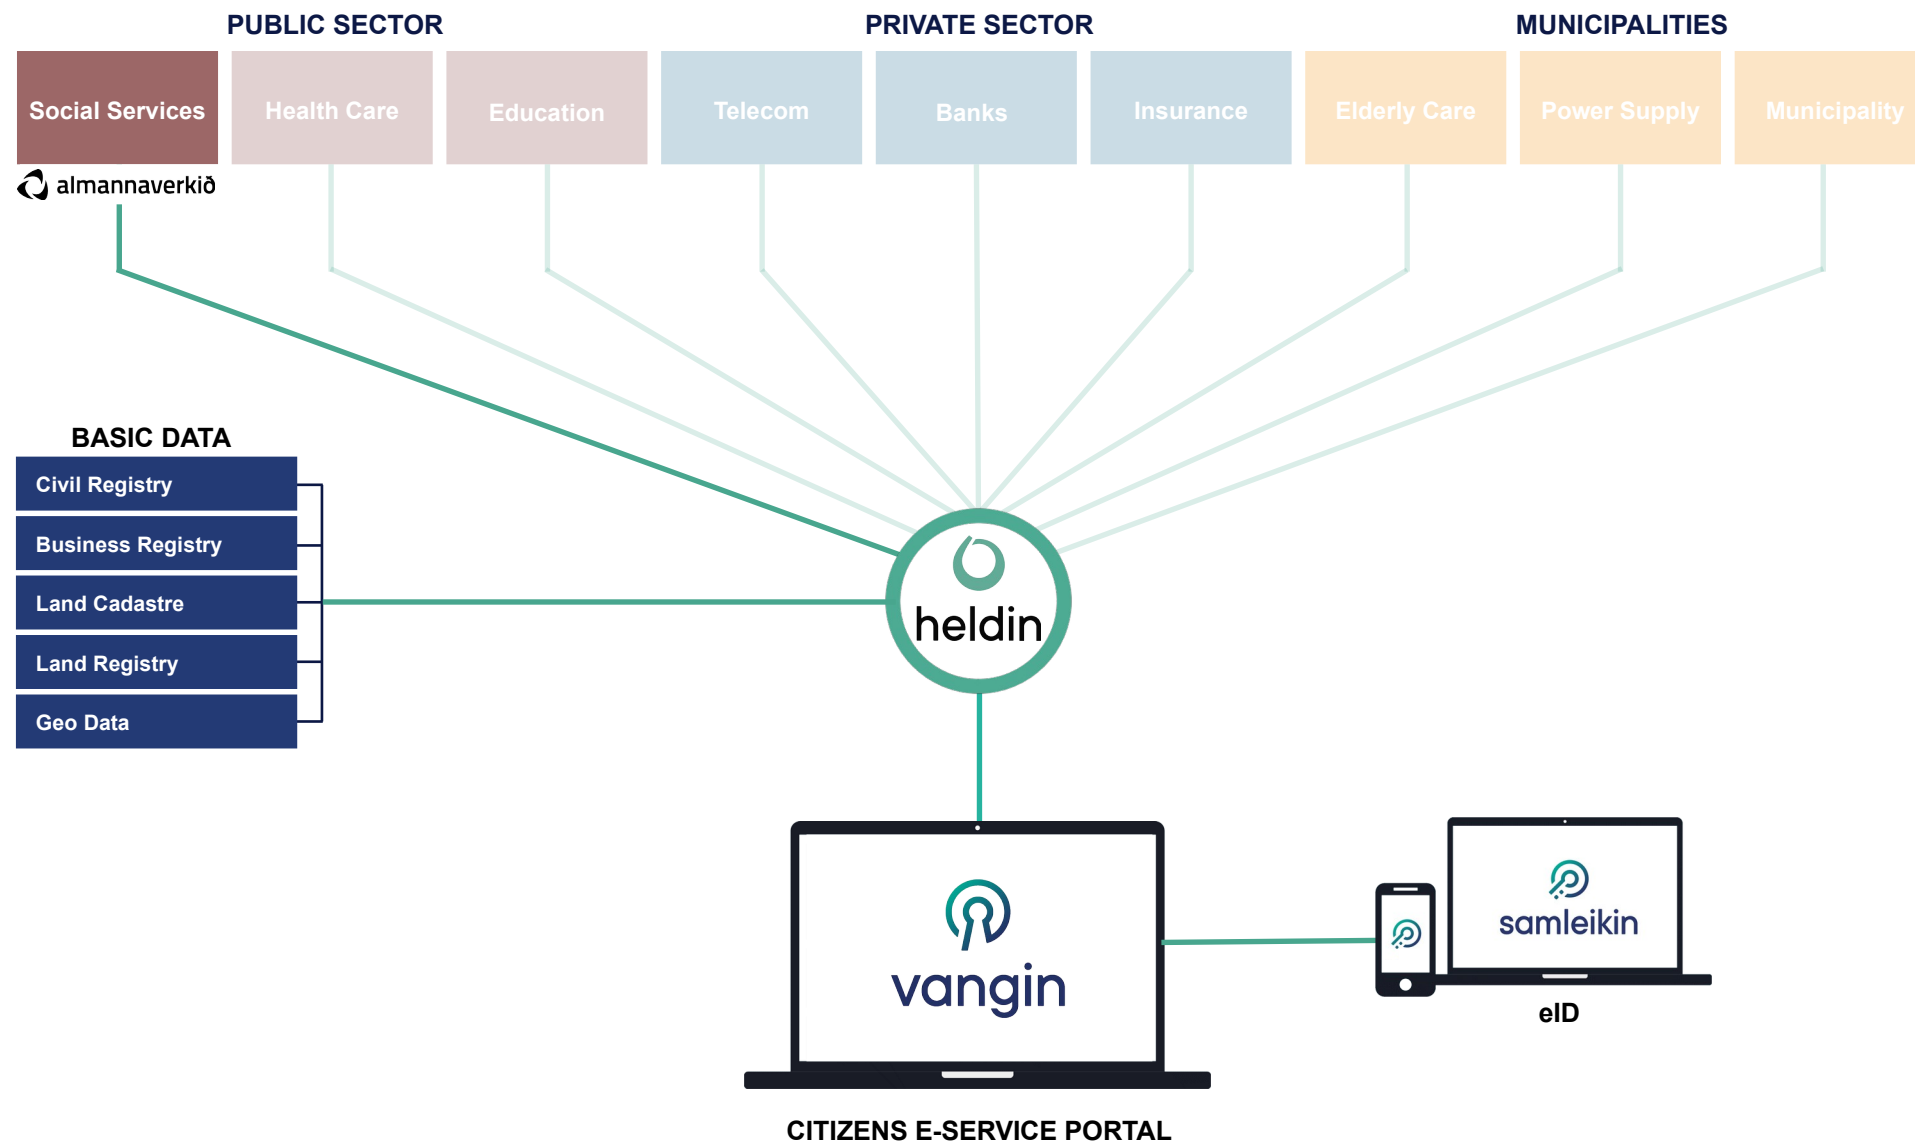 PUBLIC SECTOR
PRIVATE SECTOR
MUNICIPALITIES
Social Services
Health Care
Education
Telecom
Banks
Insurance
Elderly Care
Power Supply
Municipality
almannaverkið
BASIC DATA
Civil Registry
Business Registry
Land Cadastre
Land Registry
Geo Data
heldin
vangin
samleikin
eID
CITIZENS E-SERVICE PORTAL